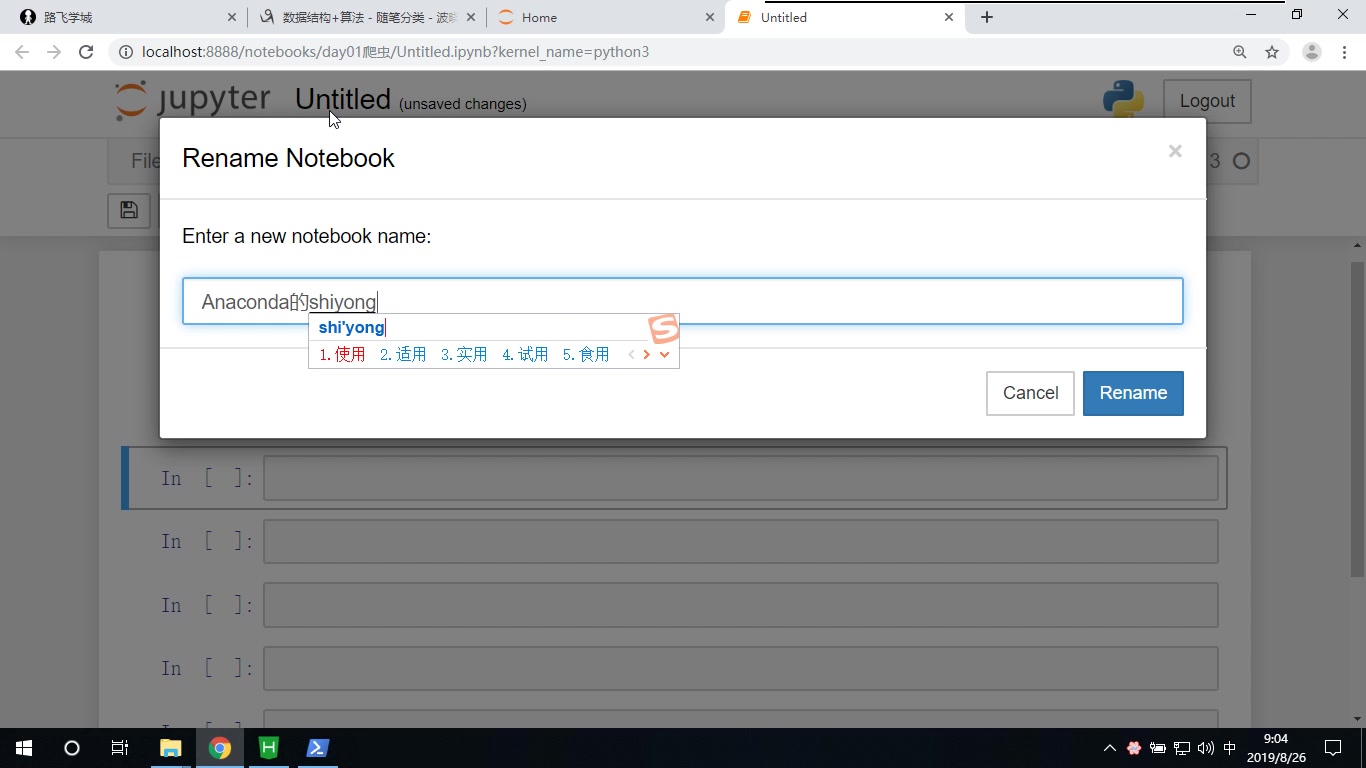 路飞学城
数据结构+算法 - 随笔分类 - 波
Home
Untitled
localhost:8888/notebooks/day01爬虫/Untitled.ipynb?kernel_name=python3
jupyter Untitled (unsaved changes)
Logout
Rename Notebook
File
3
Enter a new notebook name:
Anaconda的shiyong
shi'yong
1.使用 2.适用 3.实用 4.试用 5.食用
Cancel
Rename
In [ ]:
In [ ]:
In [ ]:
In [ ]:
中
9:04
2019/8/26